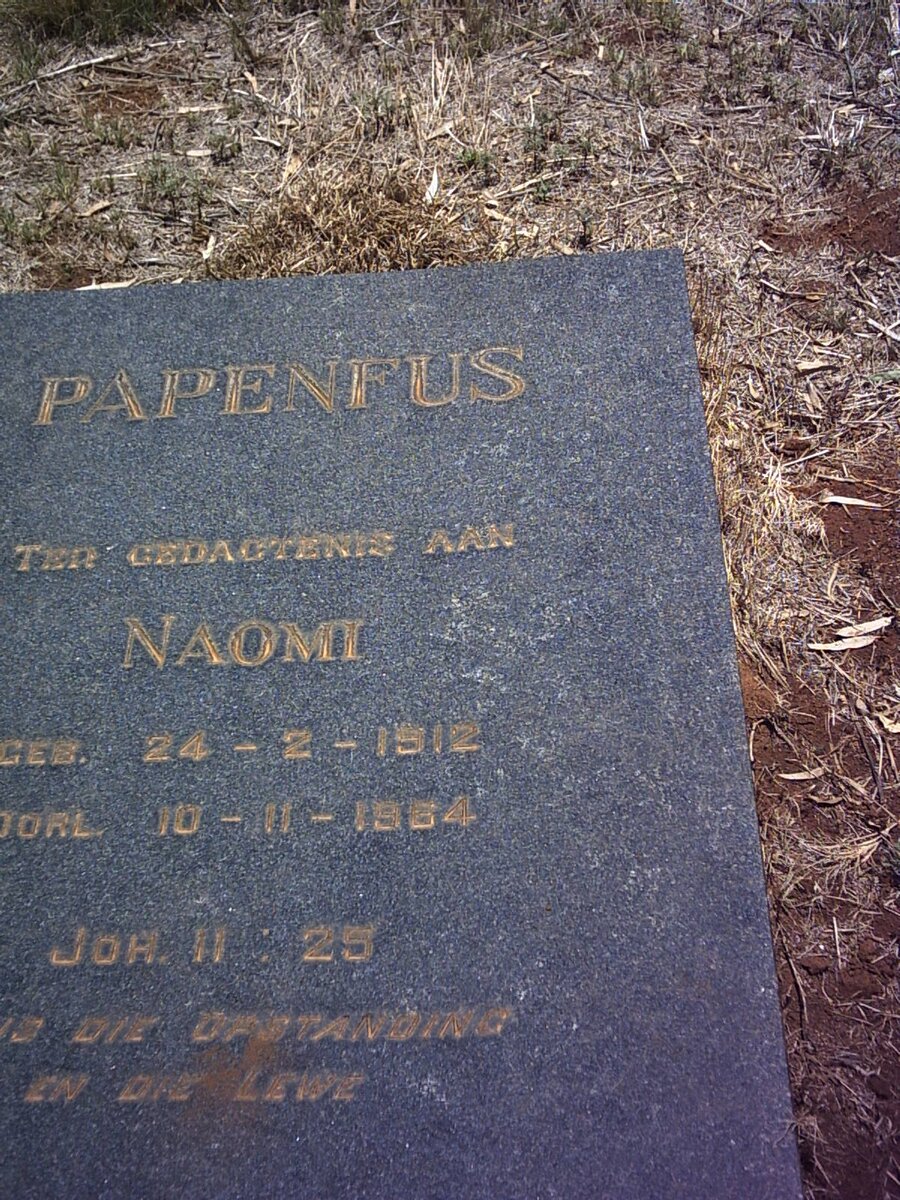 PAPENFUS
TER GEDAGTENIS AAN
NAOMI
GEB. 24 - 2 - 1912
OORL. 10 - 11 - 1964
JOH. 11 : 25
IS DIE OPSTANDING
EN DIE LEWE